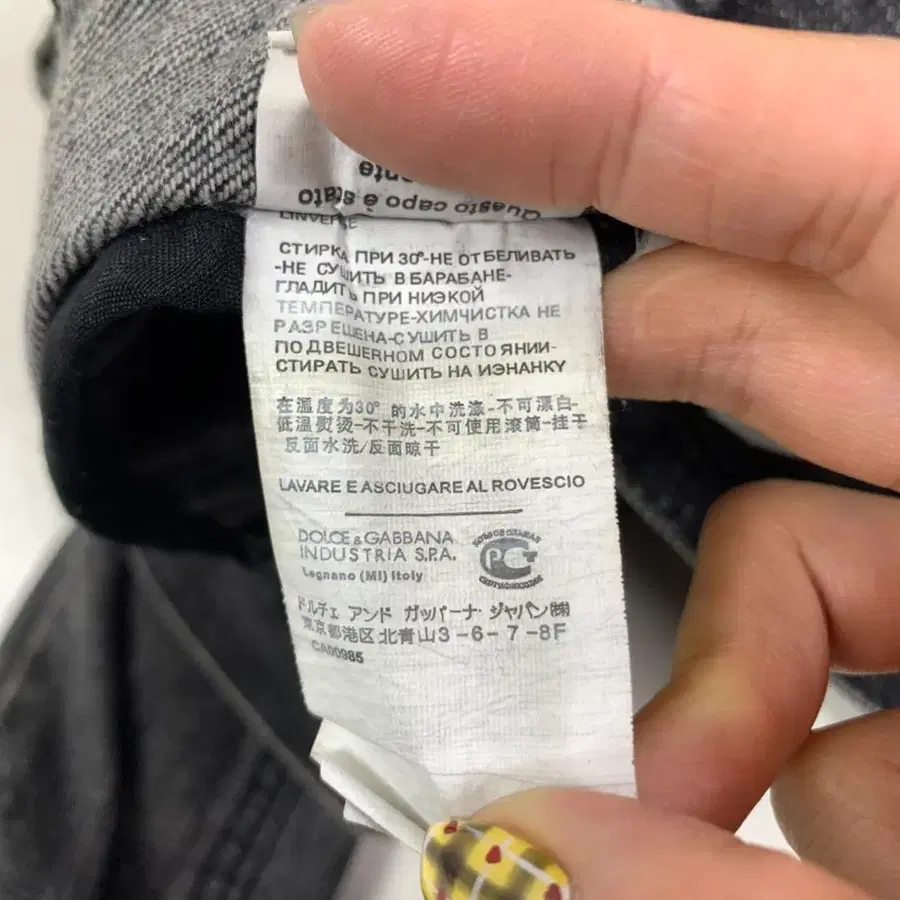 Questo capo è stato
L'INVERSE
СТИРКА ПРИ 30°-НЕ ОТБЕЛИВАТЬ
-НЕ СУШИТЬ В БАРАБАНЕ-
ГЛАДИТЬ ПРИ НИЭКОЙ
ТЕМПЕРАТУРЕ-ХИМЧИСТКА НЕ
РАЗРЕШЕНА-СУШИТЬ В
ПОДВЕШЕННОМ СОСТОЯНИИ-
СТИРАТЬ СУШИТЬ НА ИЭНАНКУ
在温度为30° 的水中洗涤-不可漂白-
低温熨烫-不干洗-不可使用滚筒-挂干
反面水洗/反面晾干
LAVARE E ASCIUGARE AL ROVESCIO
DOLCE & GABBANA
INDUSTRIA S.P.A.
Legnano (MI) Italy
ドルチェ アンド ガッバーナ ジャパン㈱
東京都港区北青山3-6-7-8F
CA00985